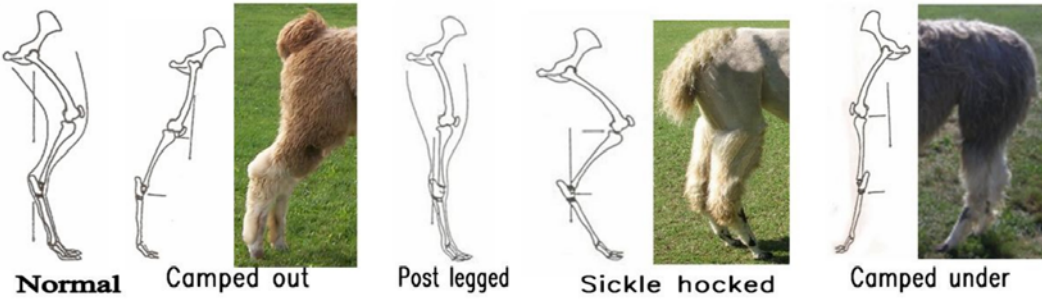 Normal
Camped out
Post legged
Sickle hocked
Camped under